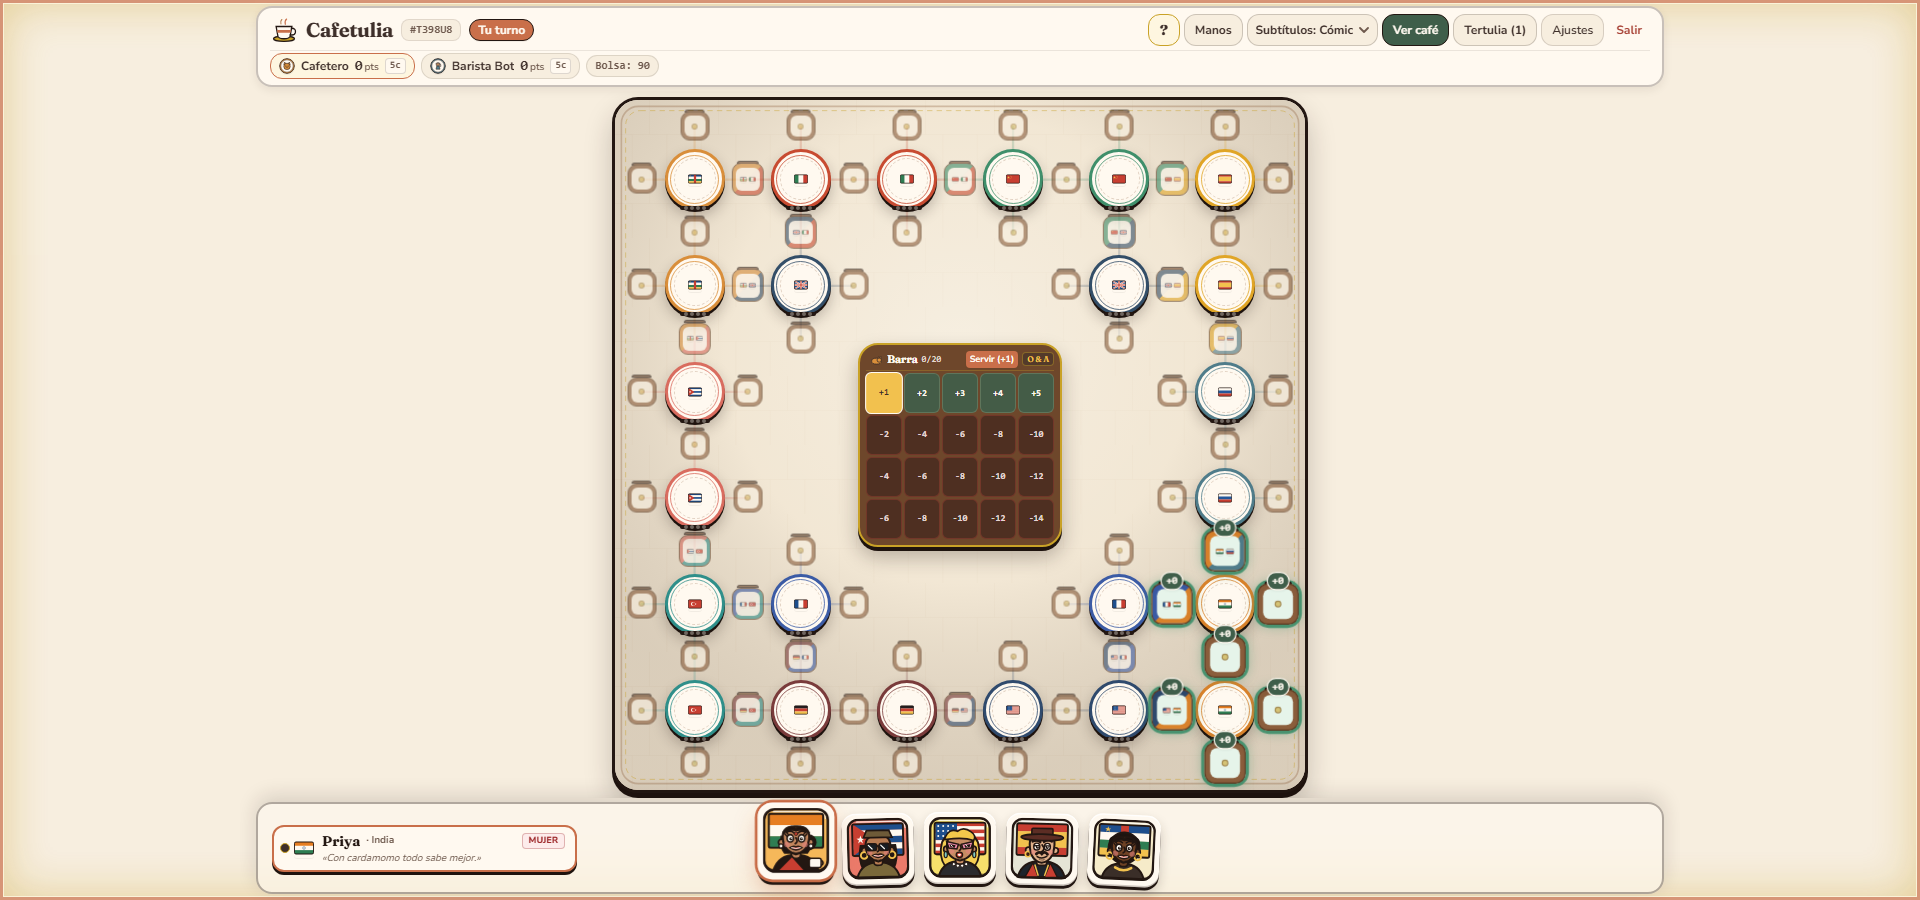 Cafetulia #T398U8 Tu turno ? Manos Subtítulos: Cómic Ver café Tertulia (1) Ajustes Salir
Cafetero 0 pts 5c Barista Bot 0 pts 5c Bolsa: 90
Barra 0/20 Servir (+1) O & A
+1 +2 +3 +4 +5
-2 -4 -6 -8 -10
-4 -6 -8 -10 -12
-6 -8 -10 -12 -14
+0
+0 +0
+0
+0 +0
+0
Priya · India MUJER
«Con cardamomo todo sabe mejor.»